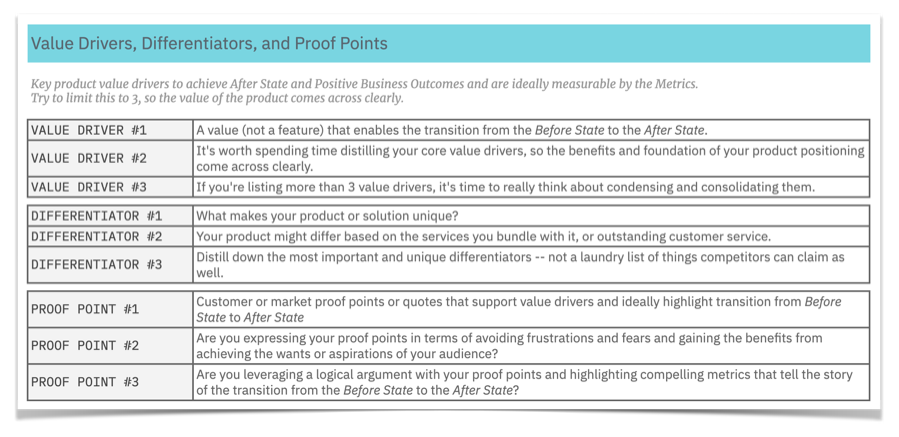 Value Drivers, Differentiators, and Proof Points
Key product value drivers to achieve After State and Positive Business Outcomes and are ideally measurable by the Metrics.
Try to limit this to 3, so the value of the product comes across clearly.
VALUE DRIVER #1
A value (not a feature) that enables the transition from the Before State to the After State.
VALUE DRIVER #2
It's worth spending time distilling your core value drivers, so the benefits and foundation of your product positioning
come across clearly.
VALUE DRIVER #3
If you're listing more than 3 value drivers, it's time to really think about condensing and consolidating them.
DIFFERENTIATOR #1
What makes your product or solution unique?
DIFFERENTIATOR #2
Your product might differ based on the services you bundle with it, or outstanding customer service.
DIFFERENTIATOR #3
Distill down the most important and unique differentiators -- not a laundry list of things competitors can claim as
well.
PROOF POINT #1
Customer or market proof points or quotes that support value drivers and ideally highlight transition from Before
State to After State
PROOF POINT #2
Are you expressing your proof points in terms of avoiding frustrations and fears and gaining the benefits from
achieving the wants or aspirations of your audience?
PROOF POINT #3
Are you leveraging a logical argument with your proof points and highlighting compelling metrics that tell the story
of the transition from the Before State to the After State?